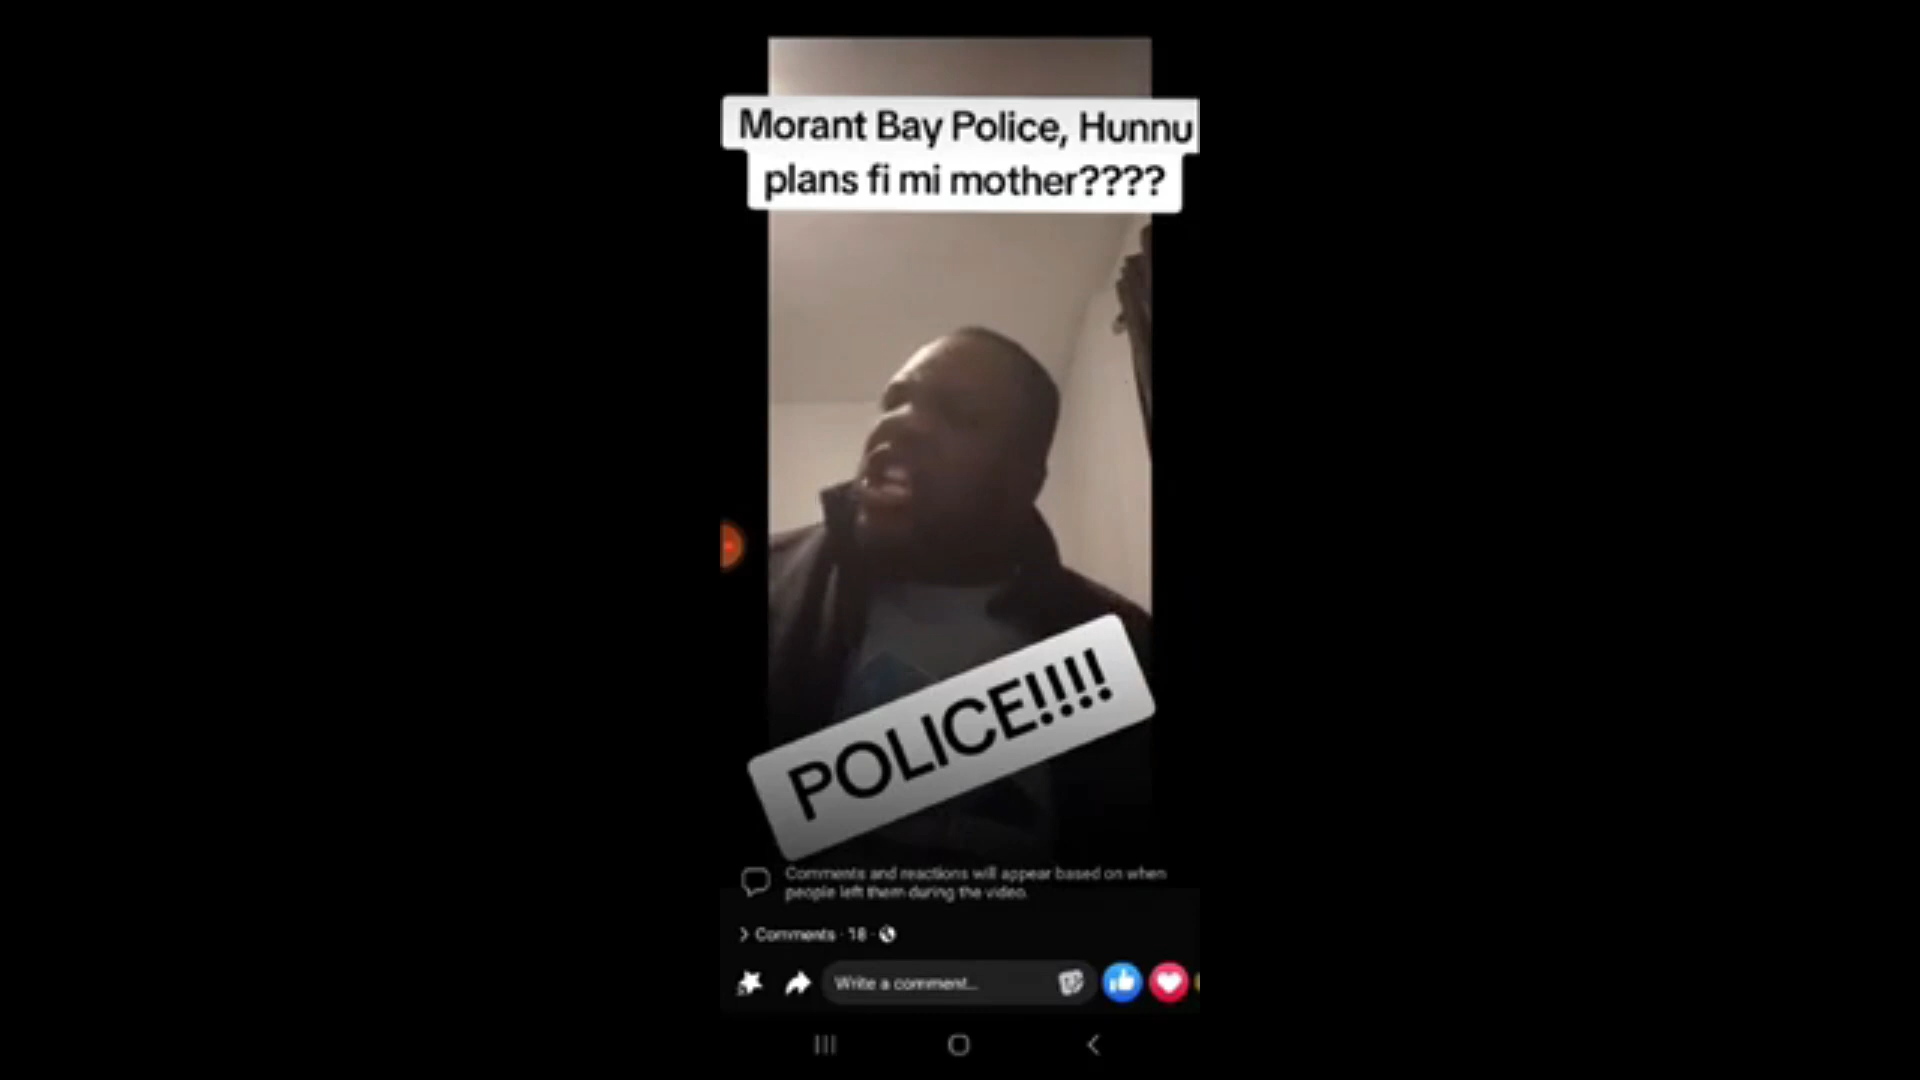 Morant Bay Police, Hunnu
plans fi mi mother????
POLICE!!!!
Comments and reactions will appear based on when
people left them during the video.
Comments · 18 ·
Write a comment...